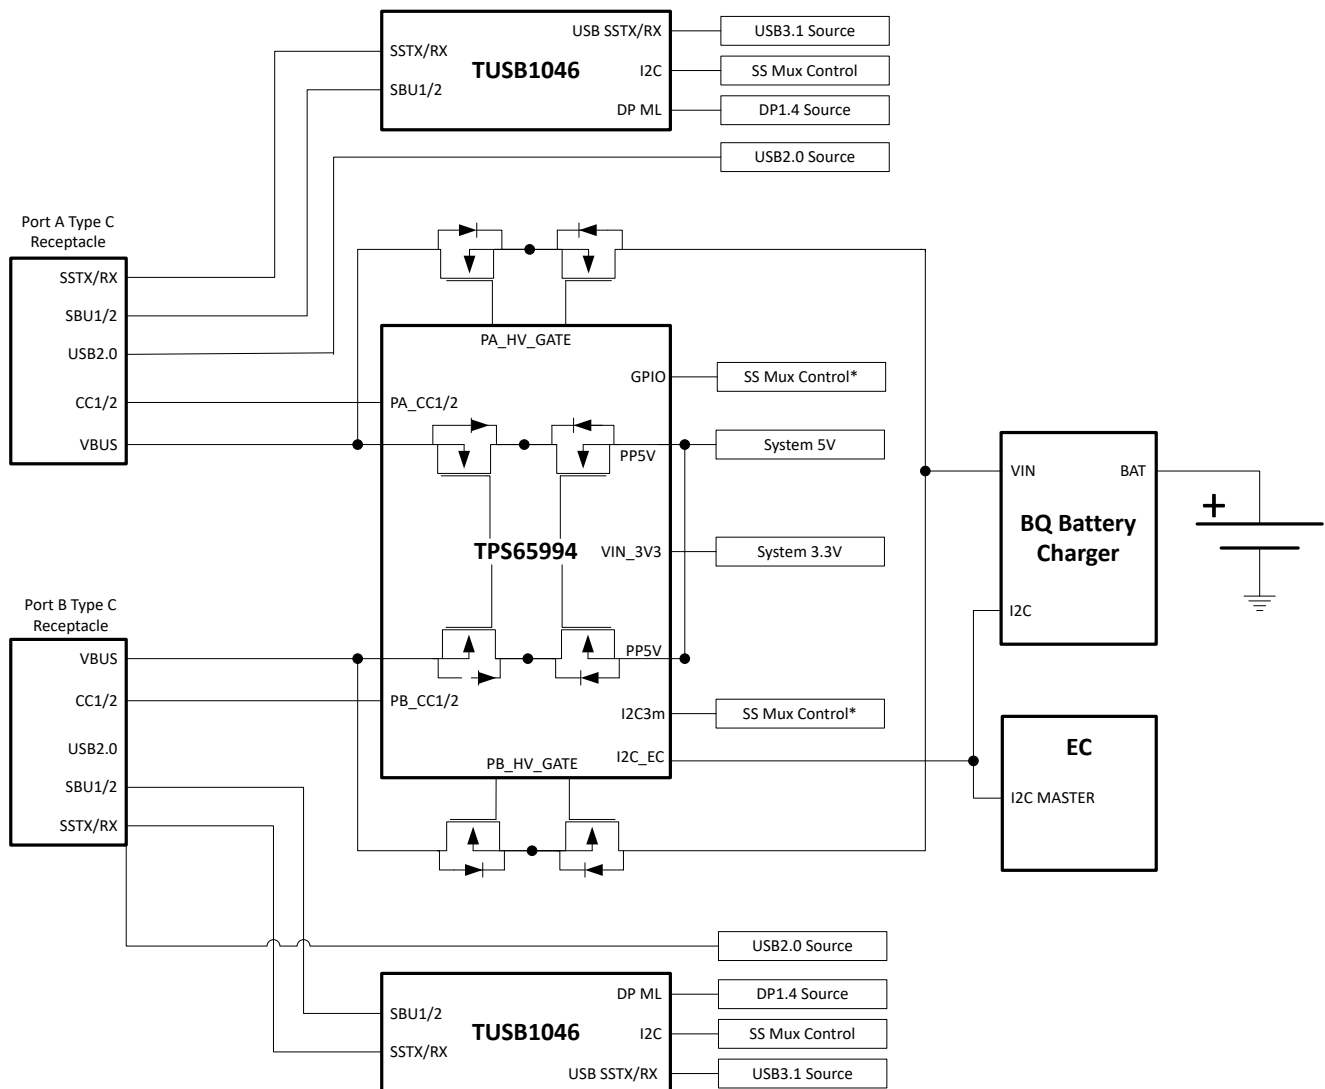 USB SSTX/RX
USB3.1 Source
SSTX/RX
TUSB1046
I2C
SS Mux Control
SBU1/2
DP ML
DP1.4 Source
USB2.0 Source
Port A Type C
Receptacle
SSTX/RX
SBU1/2
USB2.0
CC1/2
VBUS
PA_HV_GATE
GPIO
SS Mux Control*
PA_CC1/2
PP5V
System 5V
TPS65994
VIN_3V3
System 3.3V
PP5V
PB_CC1/2
I2C3m
SS Mux Control*
I2C_EC
PB_HV_GATE
VIN
BAT
BQ Battery
Charger
I2C
+
EC
I2C MASTER
Port B Type C
Receptacle
VBUS
CC1/2
USB2.0
SBU1/2
SSTX/RX
USB2.0 Source
DP ML
DP1.4 Source
SBU1/2
TUSB1046
I2C
SS Mux Control
SSTX/RX
USB SSTX/RX
USB3.1 Source